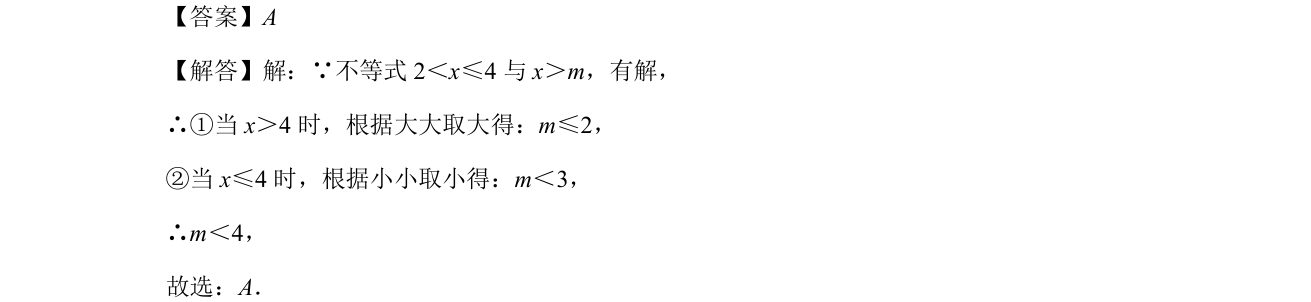 【答案】A
【解答】解：∵不等式 2＜x≤4 与 x＞m，有解，
∴①当 x＞4 时，根据大大取大得：m≤2，
②当 x≤4 时，根据小小取小得：m＜3，
∴m＜4，
故选：A．